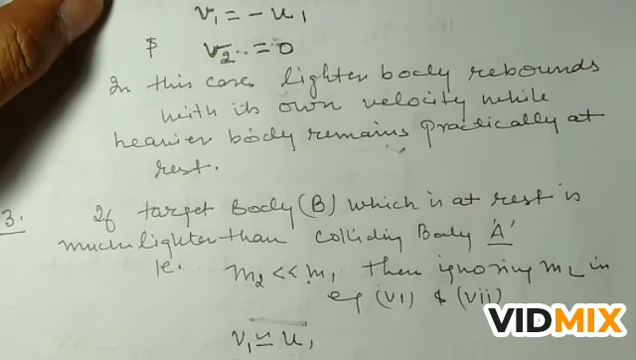 v₁ = - u₁
$ v₂ = 0
In this case lighter body rebounds
with its own velocity while
heavier body remains practically at
rest.
3. If target Body (B) which is at rest is
much lighter than colliding Body 'A'
ie. m₂ << m₁ then ignoring m₂ in
eq (vi) & (vii)
v₁ ≃ u₁
VIDMIX